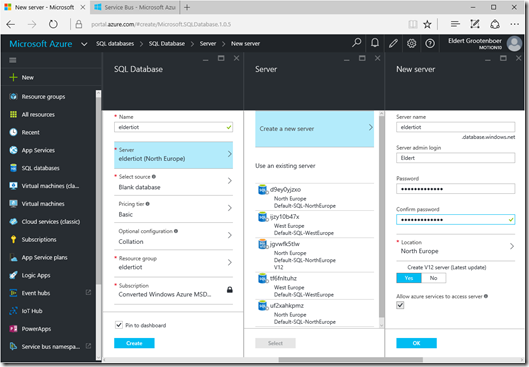 New server - Microsoft Az
Service Bus - Microsoft Azure
portal.azure.com/#create/Microsoft.SQLDatabase.1.0.5
Microsoft Azure
SQL databases
SQL Database
Server
New server
Eldert Grootenboer
MOTION10
New
Resource groups
All resources
Recent
App Services
SQL databases
Virtual machines (cla...
Virtual machines
Cloud services (classic)
Subscriptions
App Service plans
Logic Apps
Event hubs
IoT Hub
PowerApps
Service bus namespa...
SQL Database
* Name
eldertiot
* Server
eldertiot (North Europe)
* Select source
Blank database
Pricing tier
Basic
Optional configuration
Collation
* Resource group
eldertiot
* Subscription
Converted Windows Azure MSD...
Pin to dashboard
Create
Server
Create a new server
Use an existing server
d9ey0yjzxo
North Europe
Default-SQL-NorthEurope
ijzy10b47x
West Europe
Default-SQL-WestEurope
jgvwfk5tlw
North Europe
Default-SQL-NorthEurope
V12
tf6fnltuhz
West Europe
Default-SQL-WestEurope
uf2xahkpmz
North Europe
Default-SQL-NorthEurope
Select
New server
Server name
eldertiot
.database.windows.net
Server admin login
Eldert
Password
Confirm password
* Location
North Europe
Create V12 server (Latest update)
Yes
No
Allow azure services to access server
OK